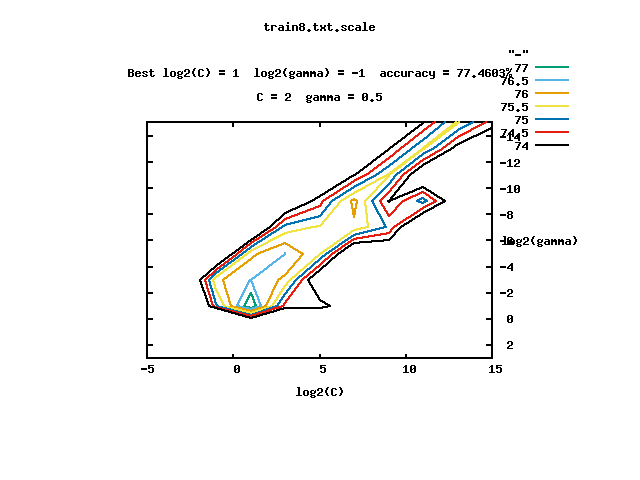 train8.txt.scale
"-"
Best log2(C) = 1 log2(gamma) = -1 accuracy = 77.4603%
77
76.5
C = 2 gamma = 0.5
76
75.5
75
74.5
74
-14
-12
-10
-8
-6
log2(gamma)
-4
-2
0
2
-5 0 5 10 15
log2(C)